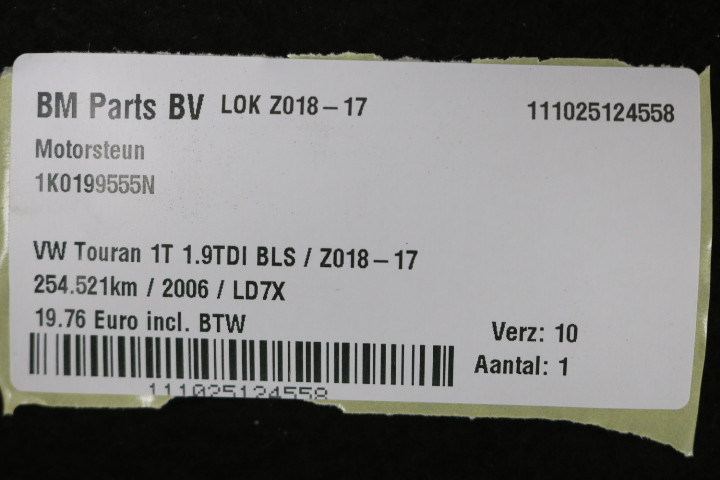 BM Parts BV LOK Z018-17 111025124558
Motorsteun
1K0199555N
VW Touran 1T 1.9TDI BLS / Z018-17
254.521km / 2006 / LD7X
19.76 Euro incl. BTW
Verz: 10
Aantal: 1
111025124558